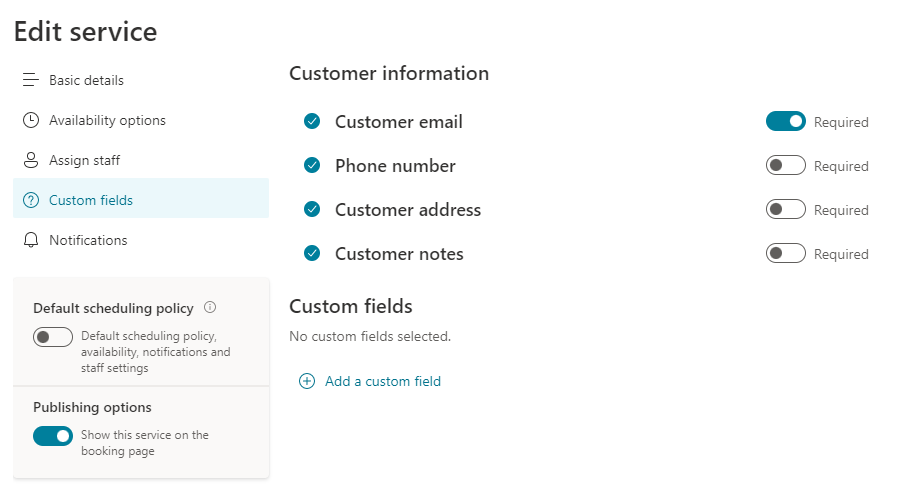 Edit service
Basic details
Availability options
Assign staff
Custom fields
Notifications
Default scheduling policy
Default scheduling policy,
availability, notifications and
staff settings
Publishing options
Show this service on the
booking page
Customer information
Customer email
Required
Phone number
Required
Customer address
Required
Customer notes
Required
Custom fields
No custom fields selected.
Add a custom field